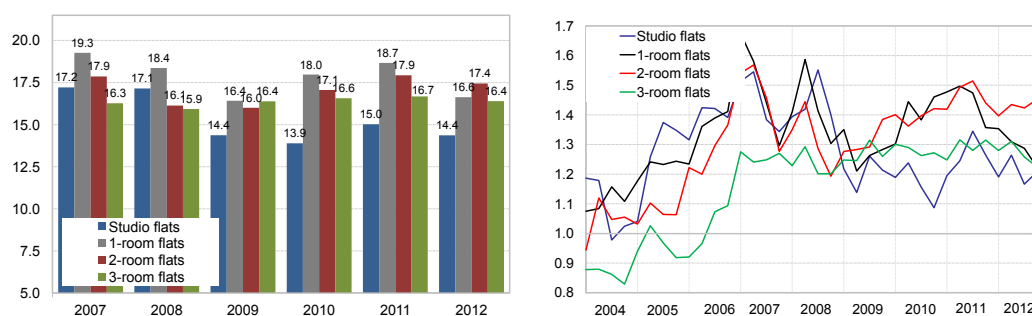 20.0
17.5
15.0
12.5
10.0
7.5
5.0
17.2 19.3 17.9 16.3
17.1 18.4 16.1 15.9
14.4 16.4 16.0 16.4
13.9 18.0 17.1 16.6
15.0 18.7 17.9 16.7
14.4 16.6 17.4 16.4
Studio flats
1-room flats
2-room flats
3-room flats
2007 2008 2009 2010 2011 2012
1.7
1.6
1.5
1.4
1.3
1.2
1.1
1.0
0.9
0.8
Studio flats
1-room flats
2-room flats
3-room flats
2004 2005 2006 2007 2008 2009 2010 2011 2012